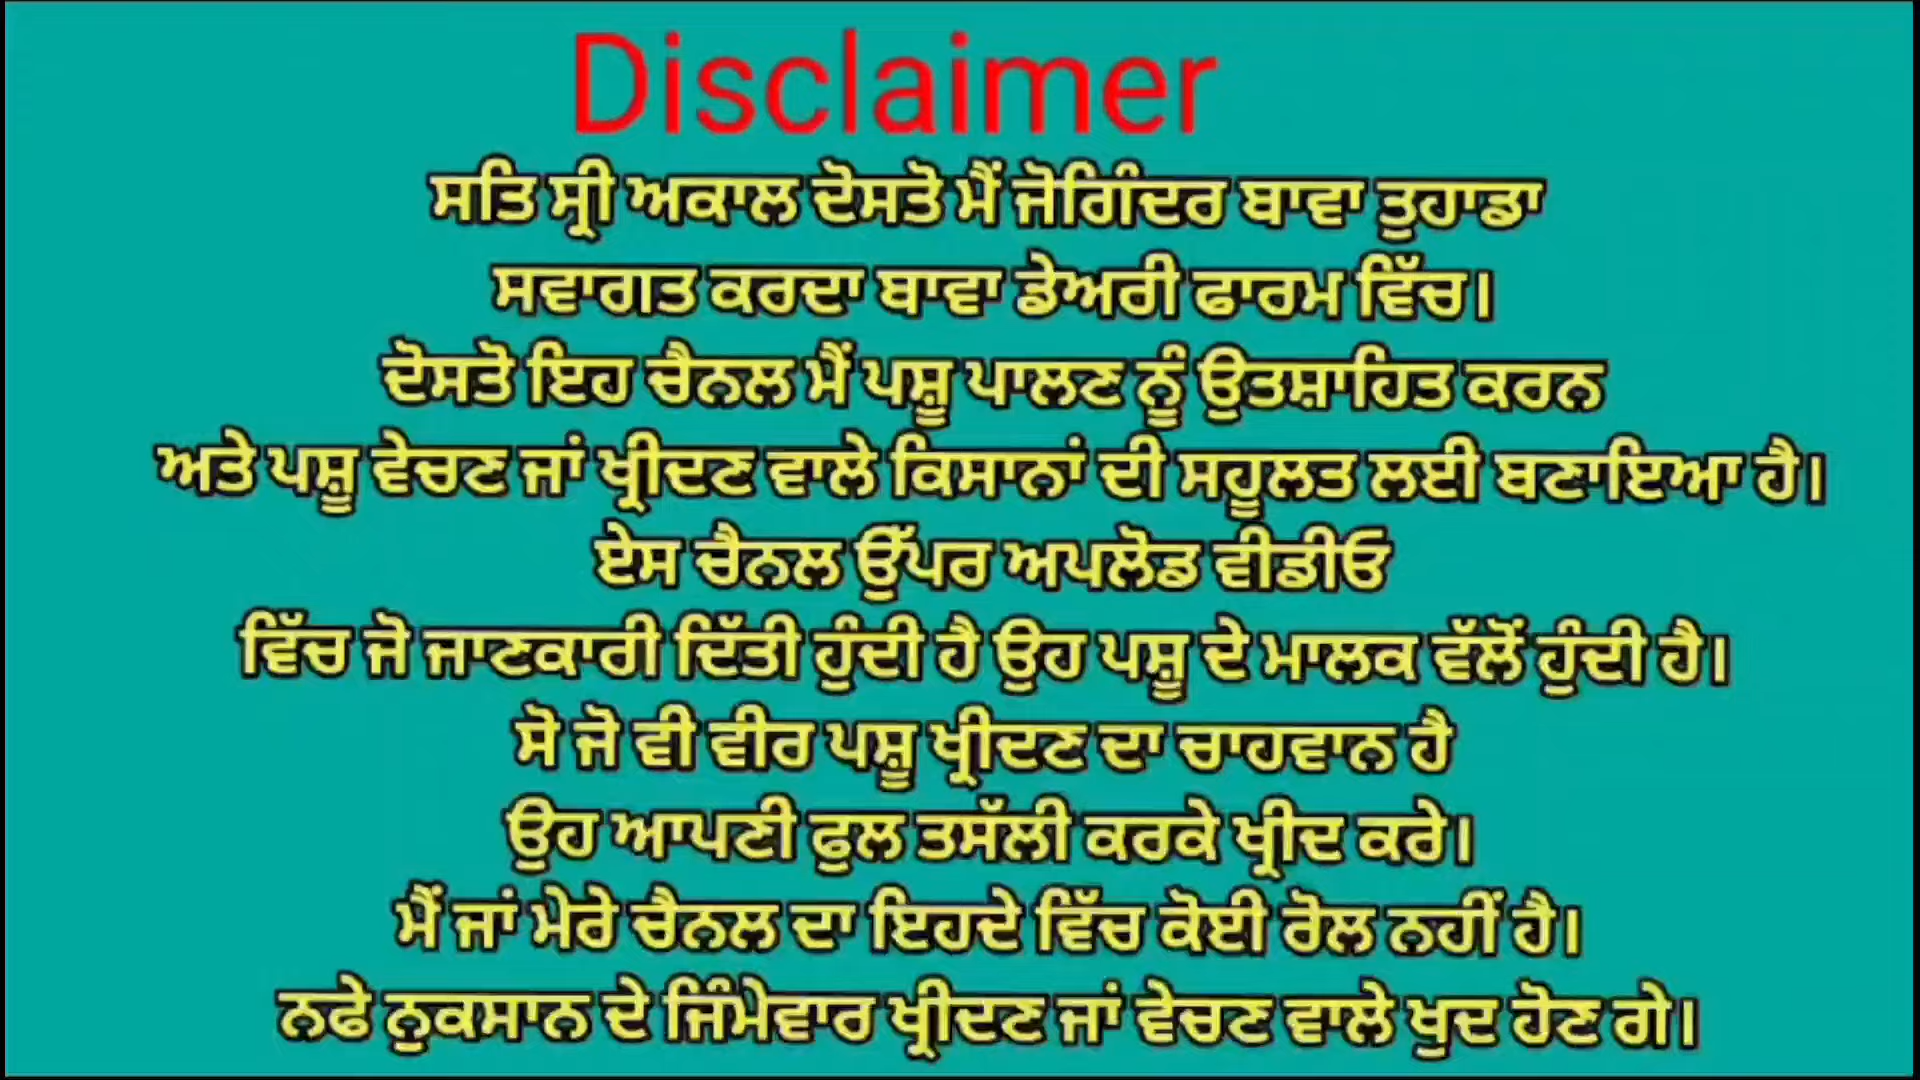 Disclaimer
ਸਤਿ ਸ੍ਰੀ ਅਕਾਲ ਦੋਸਤੋ ਮੈਂ ਜੋਗਿੰਦਰ ਬਾਵਾ ਤੁਹਾਡਾ
ਸਵਾਗਤ ਕਰਦਾ ਬਾਵਾ ਡੇਅਰੀ ਫਾਰਮ ਵਿੱਚ।
ਦੋਸਤੋ ਇਹ ਚੈਨਲ ਮੈਂ ਪਸ਼ੂ ਪਾਲਣ ਨੂੰ ਉਤਸ਼ਾਹਿਤ ਕਰਨ
ਅਤੇ ਪਸ਼ੂ ਵੇਚਣ ਜਾਂ ਖ੍ਰੀਦਣ ਵਾਲੇ ਕਿਸਾਨਾਂ ਦੀ ਸਹੂਲਤ ਲਈ ਬਣਾਇਆ ਹੈ।
ਏਸ ਚੈਨਲ ਉੱਪਰ ਅਪਲੋਡ ਵੀਡੀਓ
ਵਿੱਚ ਜੋ ਜਾਣਕਾਰੀ ਦਿੱਤੀ ਹੁੰਦੀ ਹੈ ਉਹ ਪਸ਼ੂ ਦੇ ਮਾਲਕ ਵੱਲੋਂ ਹੁੰਦੀ ਹੈ।
ਸੋ ਜੋ ਵੀ ਵੀਰ ਪਸ਼ੂ ਖ੍ਰੀਦਣ ਦਾ ਚਾਹਵਾਨ ਹੈ
ਉਹ ਆਪਣੀ ਫੁਲ ਤਸੱਲੀ ਕਰਕੇ ਖ੍ਰੀਦ ਕਰੇ।
ਮੈਂ ਜਾਂ ਮੇਰੇ ਚੈਨਲ ਦਾ ਇਹਦੇ ਵਿੱਚ ਕੋਈ ਰੋਲ ਨਹੀਂ ਹੈ।
ਨਫੇ ਨੁਕਸਾਨ ਦੇ ਜਿੰਮੇਵਾਰ ਖ੍ਰੀਦਣ ਜਾਂ ਵੇਚਣ ਵਾਲੇ ਖੁਦ ਹੋਣ ਗੇ।